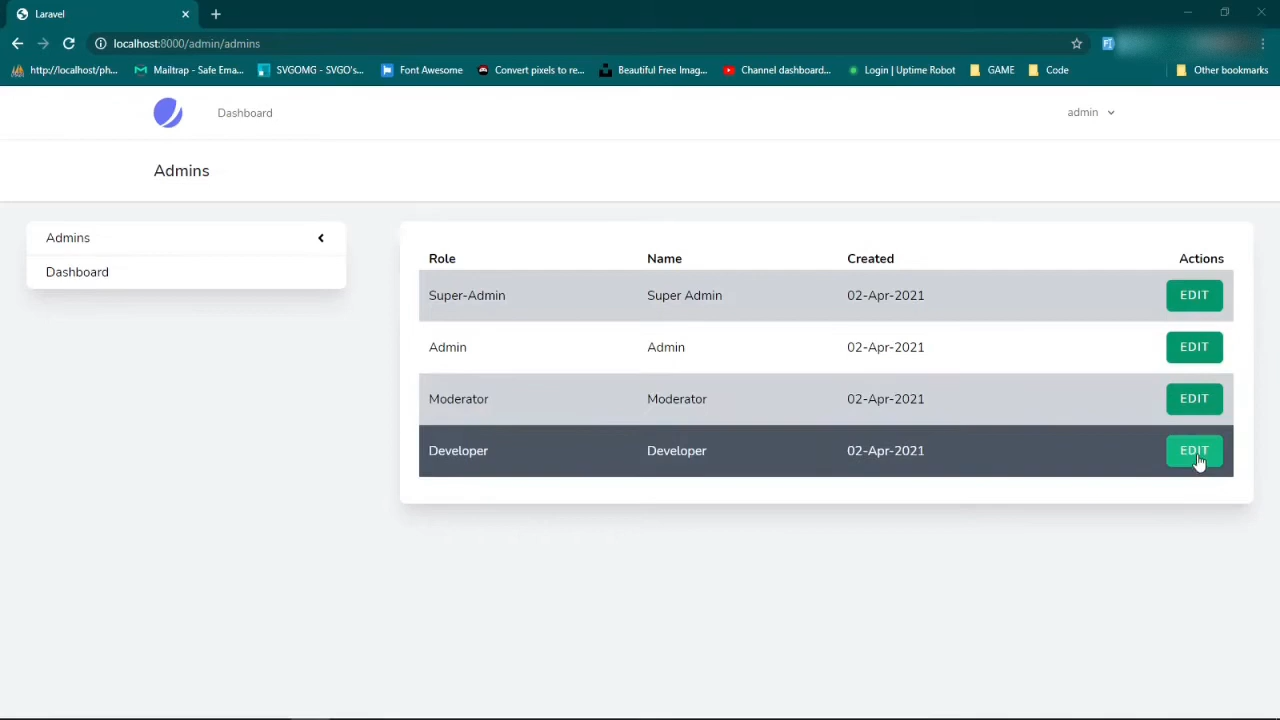 Laravel
localhost:8000/admin/admins
http://localhost/ph... Mailtrap - Safe Ema... SVGOMG - SVGO's... Font Awesome Convert pixels to re... Beautiful Free Imag... Channel dashboard... Login | Uptime Robot GAME Code Other bookmarks
Dashboard admin
Admins
Admins
Dashboard
Role Name Created Actions
Super-Admin Super Admin 02-Apr-2021 EDIT
Admin Admin 02-Apr-2021 EDIT
Moderator Moderator 02-Apr-2021 EDIT
Developer Developer 02-Apr-2021 EDIT